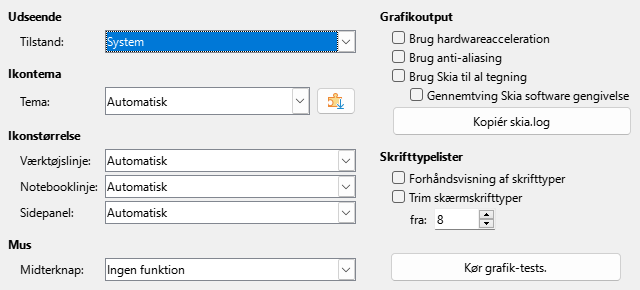 Udseende
Tilstand: System
Ikontema
Tema: Automatisk
Ikonstørrelse
Værktøjslinje: Automatisk
Notebooklinje: Automatisk
Sidepanel: Automatisk
Mus
Midterknap: Ingen funktion
Grafikoutput
Brug hardwareacceleration
Brug anti-aliasing
Brug Skia til al tegning
Gennemtving Skia software gengivelse
Kopiér skia.log
Skrifttypelister
Forhåndsvisning af skrifttyper
Trim skærmskrifttyper
fra: 8
Kør grafik-tests.